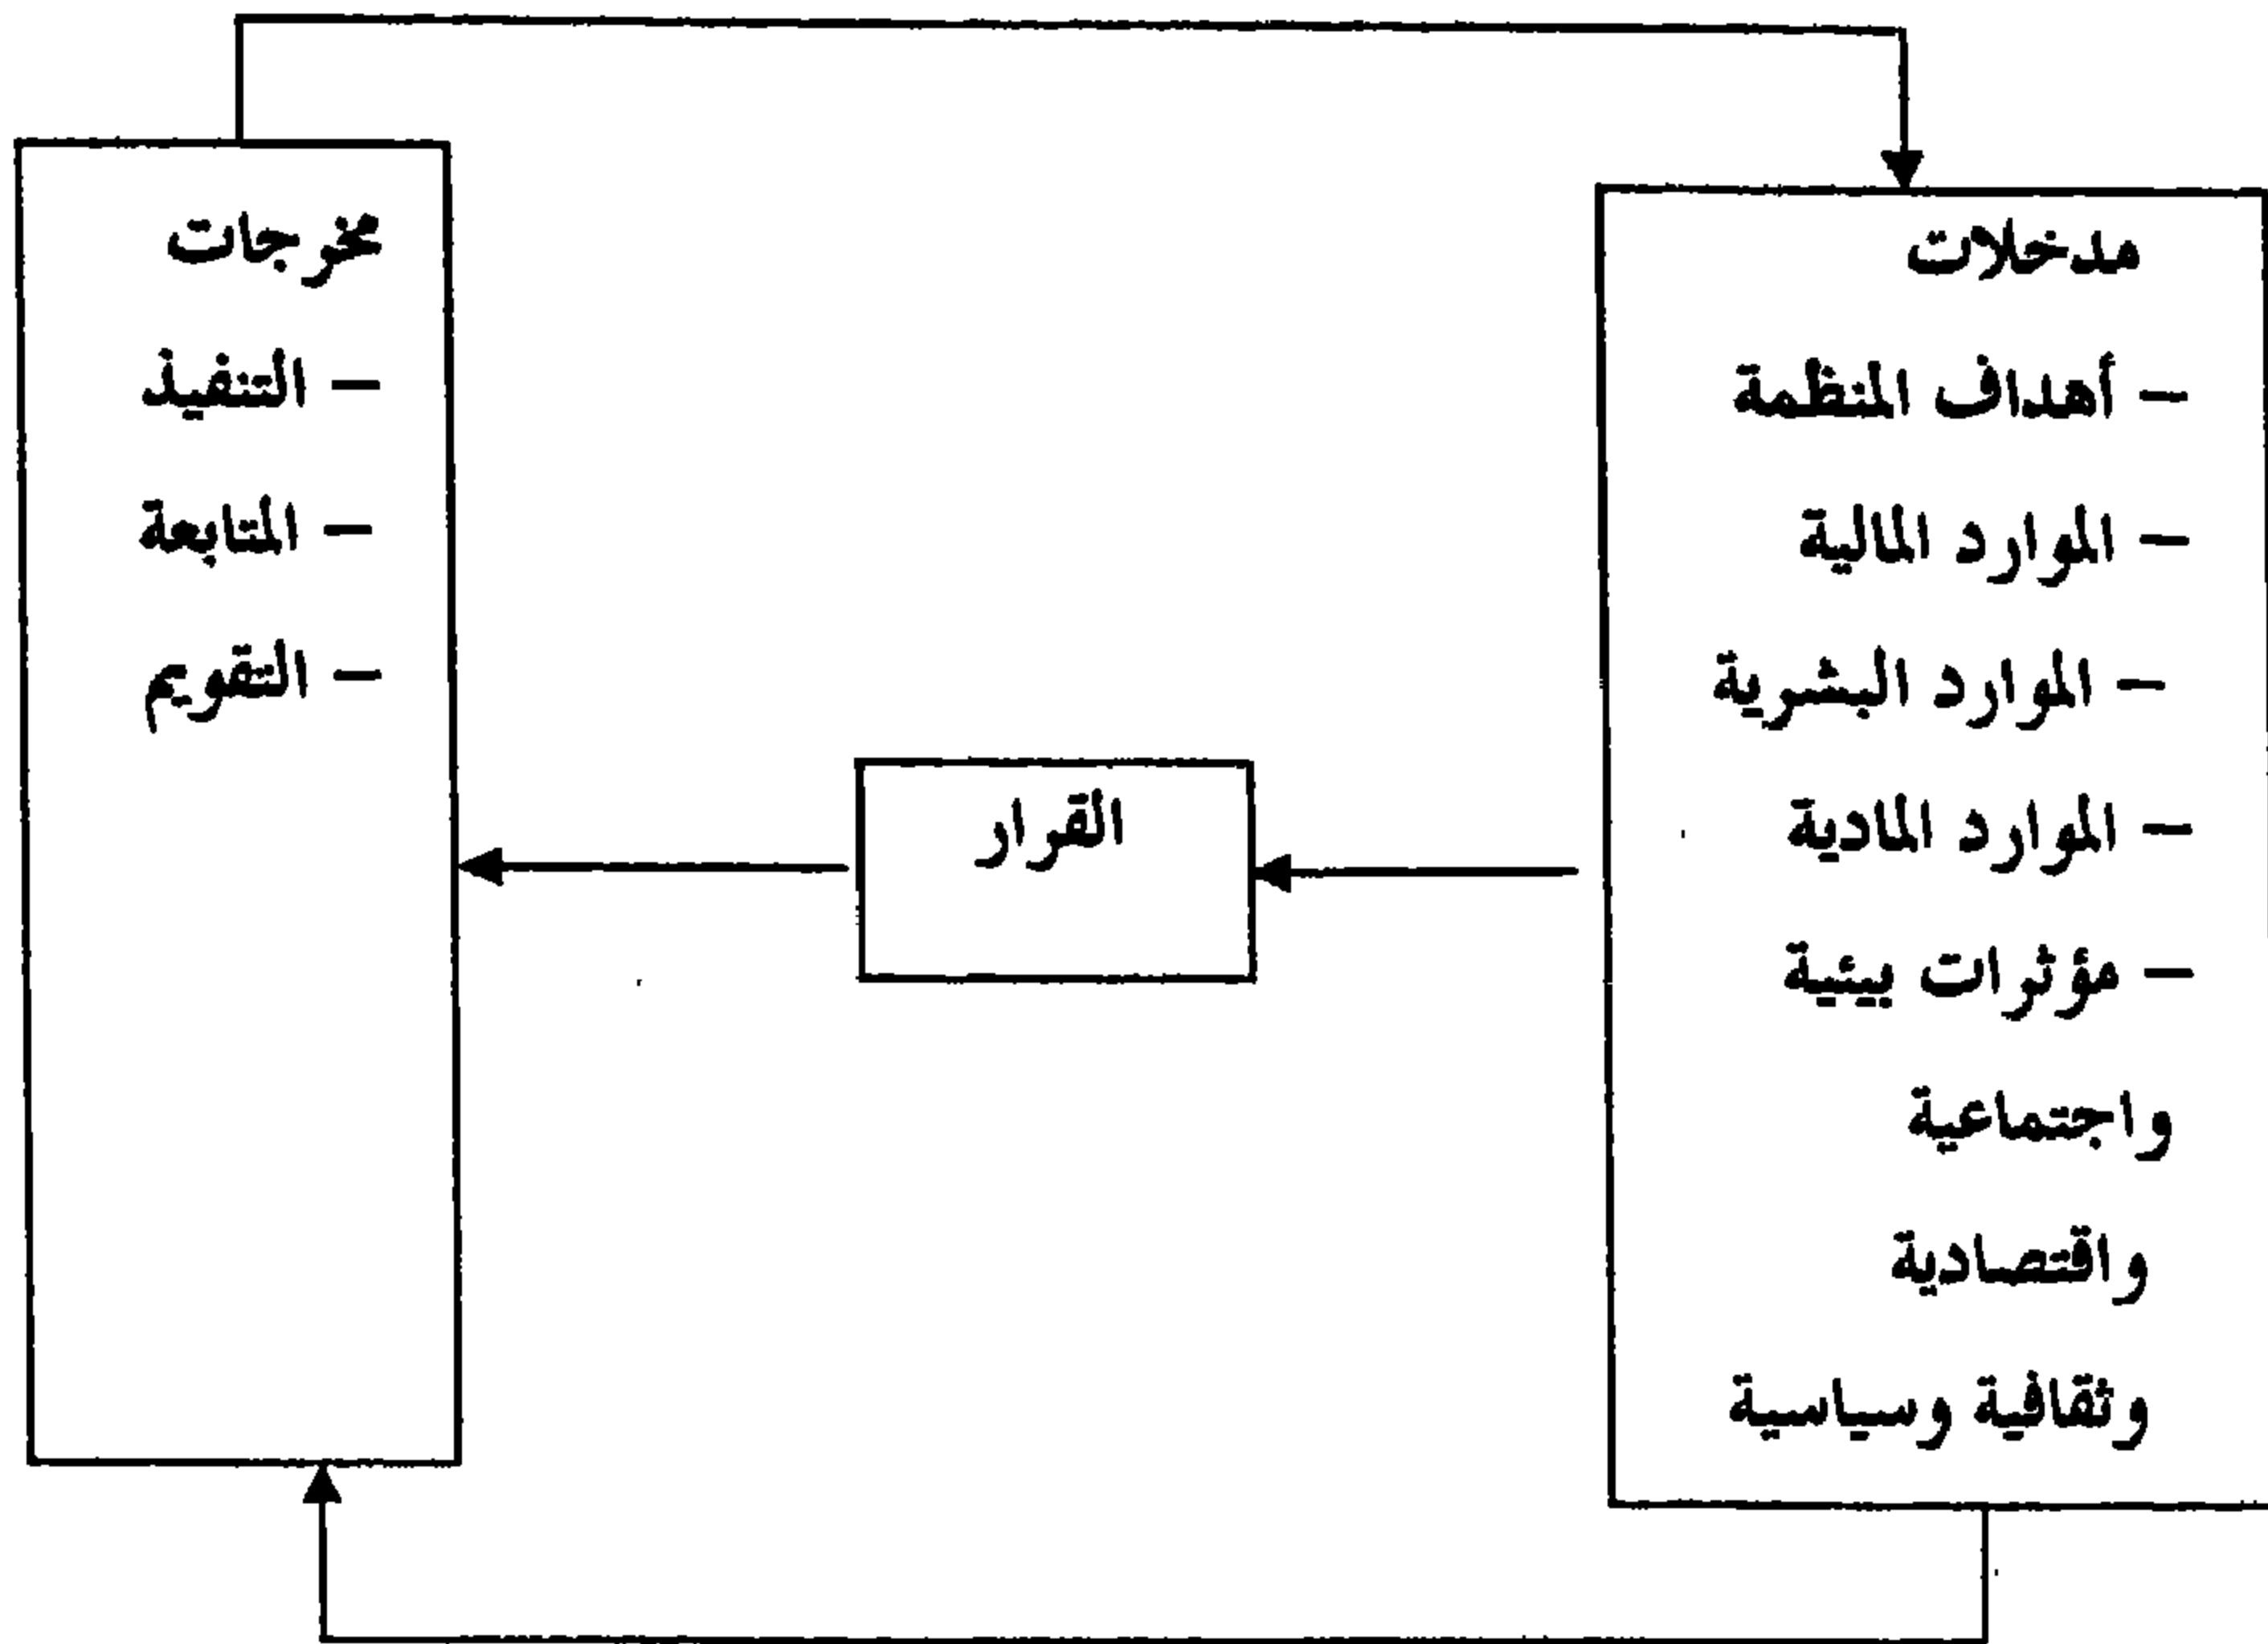 مدخلات
– أهداف المنظمة
– الموارد المالية
– الموارد البشرية
– الموارد المادية
– مؤثرات بيئية
واجتماعية
واقتصادية
وثقافية وسياسية
القرار
مخرجات
– التنفيذ
– المتابعة
– التقويم